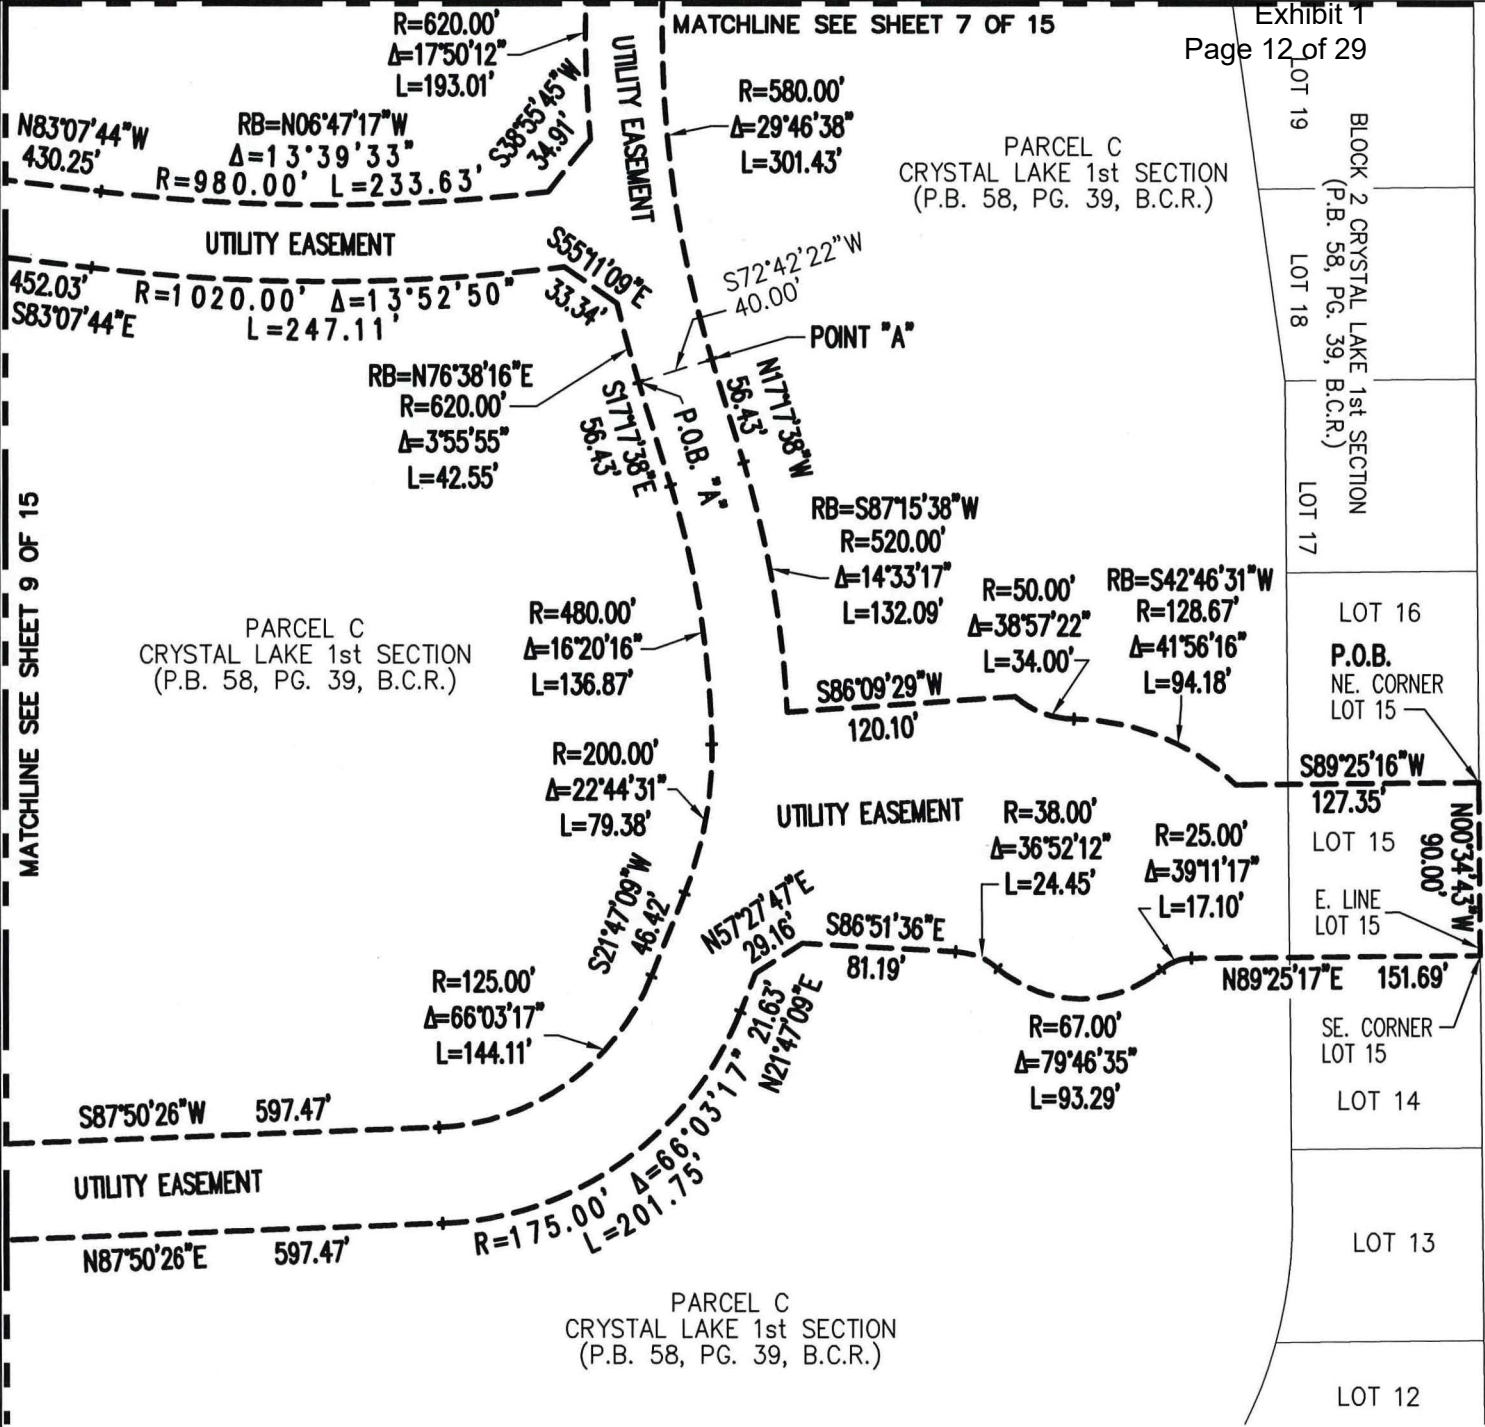 Exhibit 1
Page 12 of 29
MATCHLINE SEE SHEET 7 OF 15
R=620.00'
Δ=17°50'12"
L=193.01'
S38°55'45"W
34.91'
UTILITY EASEMENT
R=580.00'
Δ=29°46'38"
L=301.43'
N83°07'44"W
430.25'
RB=N06°47'17"W
Δ=13°39'33"
R=980.00' L=233.63'
PARCEL C
CRYSTAL LAKE 1st SECTION
(P.B. 58, PG. 39, B.C.R.)
LOT 19
BLOCK 2 CRYSTAL LAKE 1st SECTION
(P.B. 58, PG. 39, B.C.R.)
LOT 18
LOT 17
UTILITY EASEMENT
S55°11'09"E
33.34'
S72°42'22"W
40.00'
452.03'
S83°07'44"E
R=1020.00' Δ=13°52'50"
L=247.11'
POINT "A"
RB=N76°38'16"E
R=620.00'
Δ=3°55'55"
L=42.55'
S17°17'38"E
56.43'
P.O.B. "A"
N17°17'38"W
56.43'
MATCHLINE SEE SHEET 9 OF 15
RB=S87°15'38"W
R=520.00'
Δ=14°33'17"
L=132.09'
R=50.00'
Δ=38°57'22"
L=34.00'
RB=S42°46'31"W
R=128.67'
Δ=41°56'16"
L=94.18'
LOT 16
P.O.B.
NE. CORNER
LOT 15
R=480.00'
Δ=16°20'16"
L=136.87'
PARCEL C
CRYSTAL LAKE 1st SECTION
(P.B. 58, PG. 39, B.C.R.)
S86°09'29"W
120.10'
R=200.00'
Δ=22°44'31"
L=79.38'
S89°25'16"W
127.35'
LOT 15
N00°34'43"W
90.00'
UTILITY EASEMENT
R=38.00'
Δ=36°52'12"
L=24.45'
R=25.00'
Δ=39°11'17"
L=17.10'
E. LINE
LOT 15
S21°47'09"W
46.42'
N57°27'47"E
29.16'
S86°51'36"E
81.19'
N89°25'17"E 151.69'
R=125.00'
Δ=66°03'17"
L=144.11'
21.63'
N21°47'09"E
R=67.00'
Δ=79°46'35"
L=93.29'
SE. CORNER
LOT 15
LOT 14
S87°50'26"W 597.47'
UTILITY EASEMENT
R=175.00' Δ=66°03'17"
L=201.75'
N87°50'26"E 597.47'
LOT 13
PARCEL C
CRYSTAL LAKE 1st SECTION
(P.B. 58, PG. 39, B.C.R.)
LOT 12